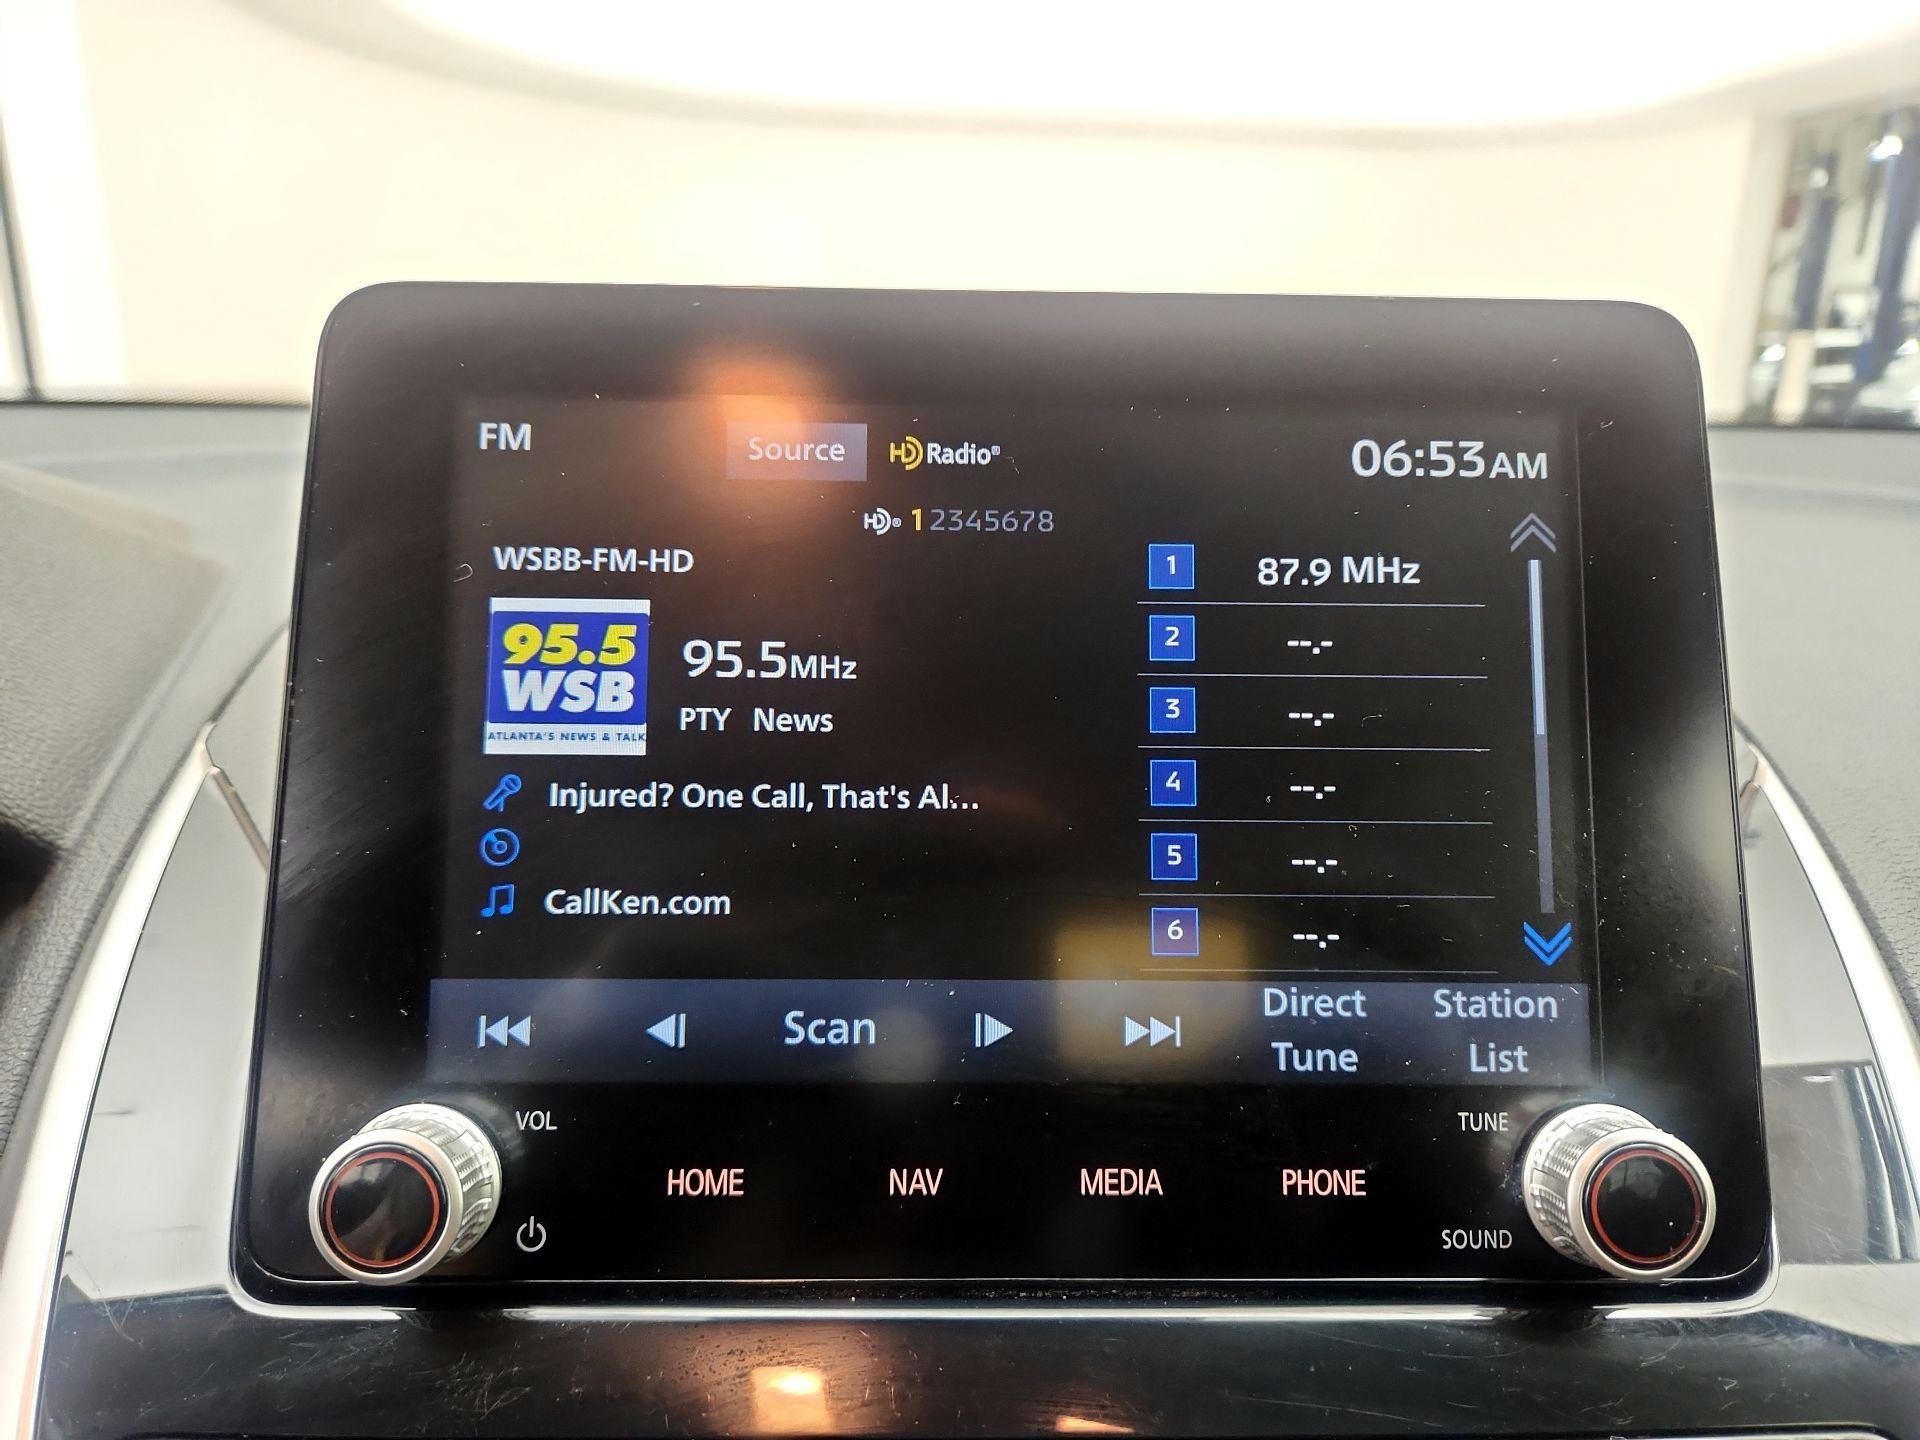 FM
Source
HD Radio®
06:53AM
HD® 12345678
WSBB-FM-HD
95.5
WSB
ATLANTA'S NEWS & TALK
95.5MHz
PTY News
Injured? One Call, That's Al...
CallKen.com
1 87.9 MHz
2 --.-
3 --.-
4 --.-
5 --.-
6 --.-
Scan
Direct
Tune
Station
List
VOL
TUNE
HOME
NAV
MEDIA
PHONE
SOUND